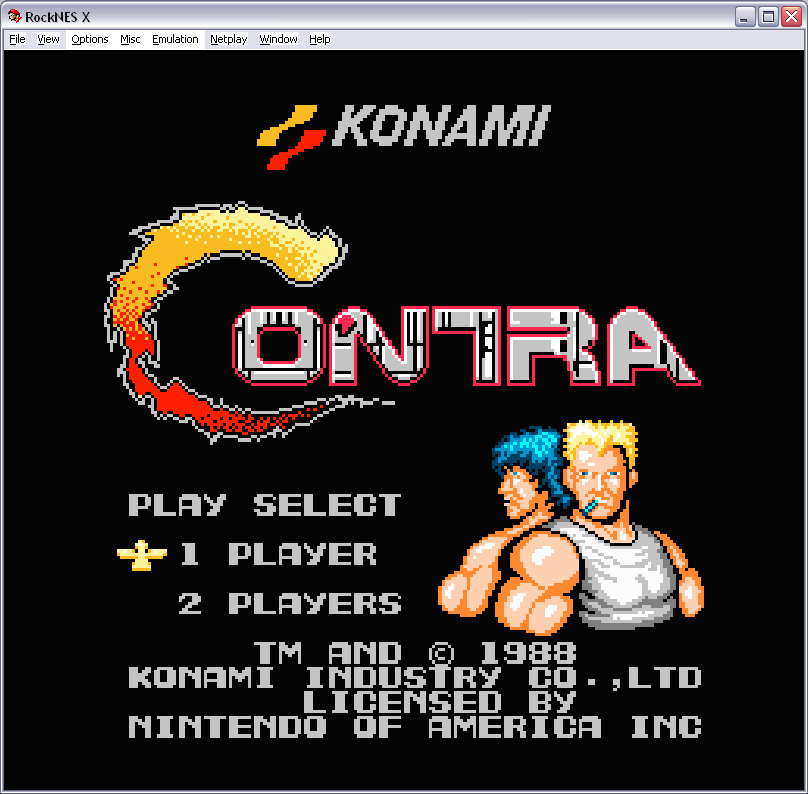 RockNES X
File View Options Misc Emulation Netplay Window Help
KONAMI
CONTRA
PLAY SELECT
1 PLAYER
2 PLAYERS
TM AND © 1988
KONAMI INDUSTRY CO.,LTD
LICENSED BY
NINTENDO OF AMERICA INC